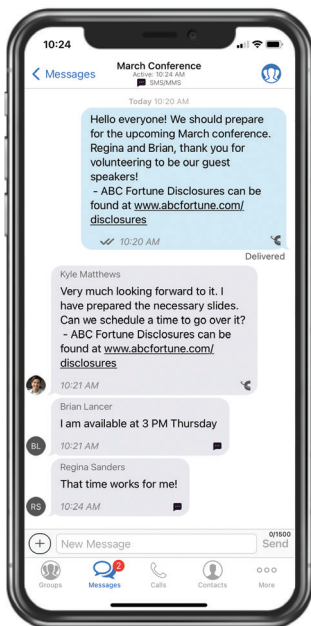 10:24
Messages
March Conference
Active: 10:24 AM
SMS/MMS
Today 10:20 AM
Hello everyone! We should prepare
for the upcoming March conference.
Regina and Brian, thank you for
volunteering to be our guest
speakers!
- ABC Fortune Disclosures can be
found at www.abcfortune.com/
disclosures
10:20 AM
Delivered
Kyle Matthews
Very much looking forward to it. I
have prepared the necessary slides.
Can we schedule a time to go over it?
- ABC Fortune Disclosures can be
found at www.abcfortune.com/
disclosures
10:21 AM
Brian Lancer
I am available at 3 PM Thursday
BL
10:21 AM
Regina Sanders
That time works for me!
RS
10:24 AM
0/1500
New Message
Send
2
Groups
Messages
Calls
Contacts
More